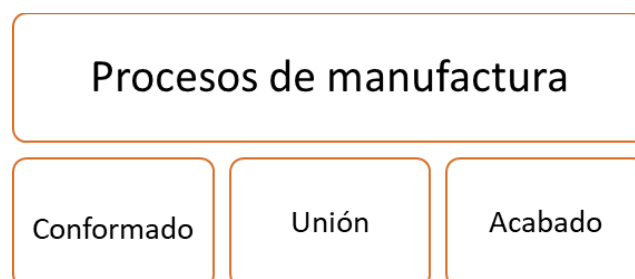 Procesos de manufactura
Conformado
Unión
Acabado